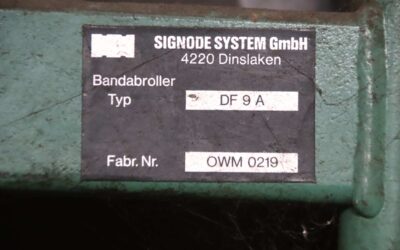 SIGNODE SYSTEM GmbH
4220 Dinslaken
Bandabroller
Typ DF 9 A
Fabr. Nr. OWM 0219